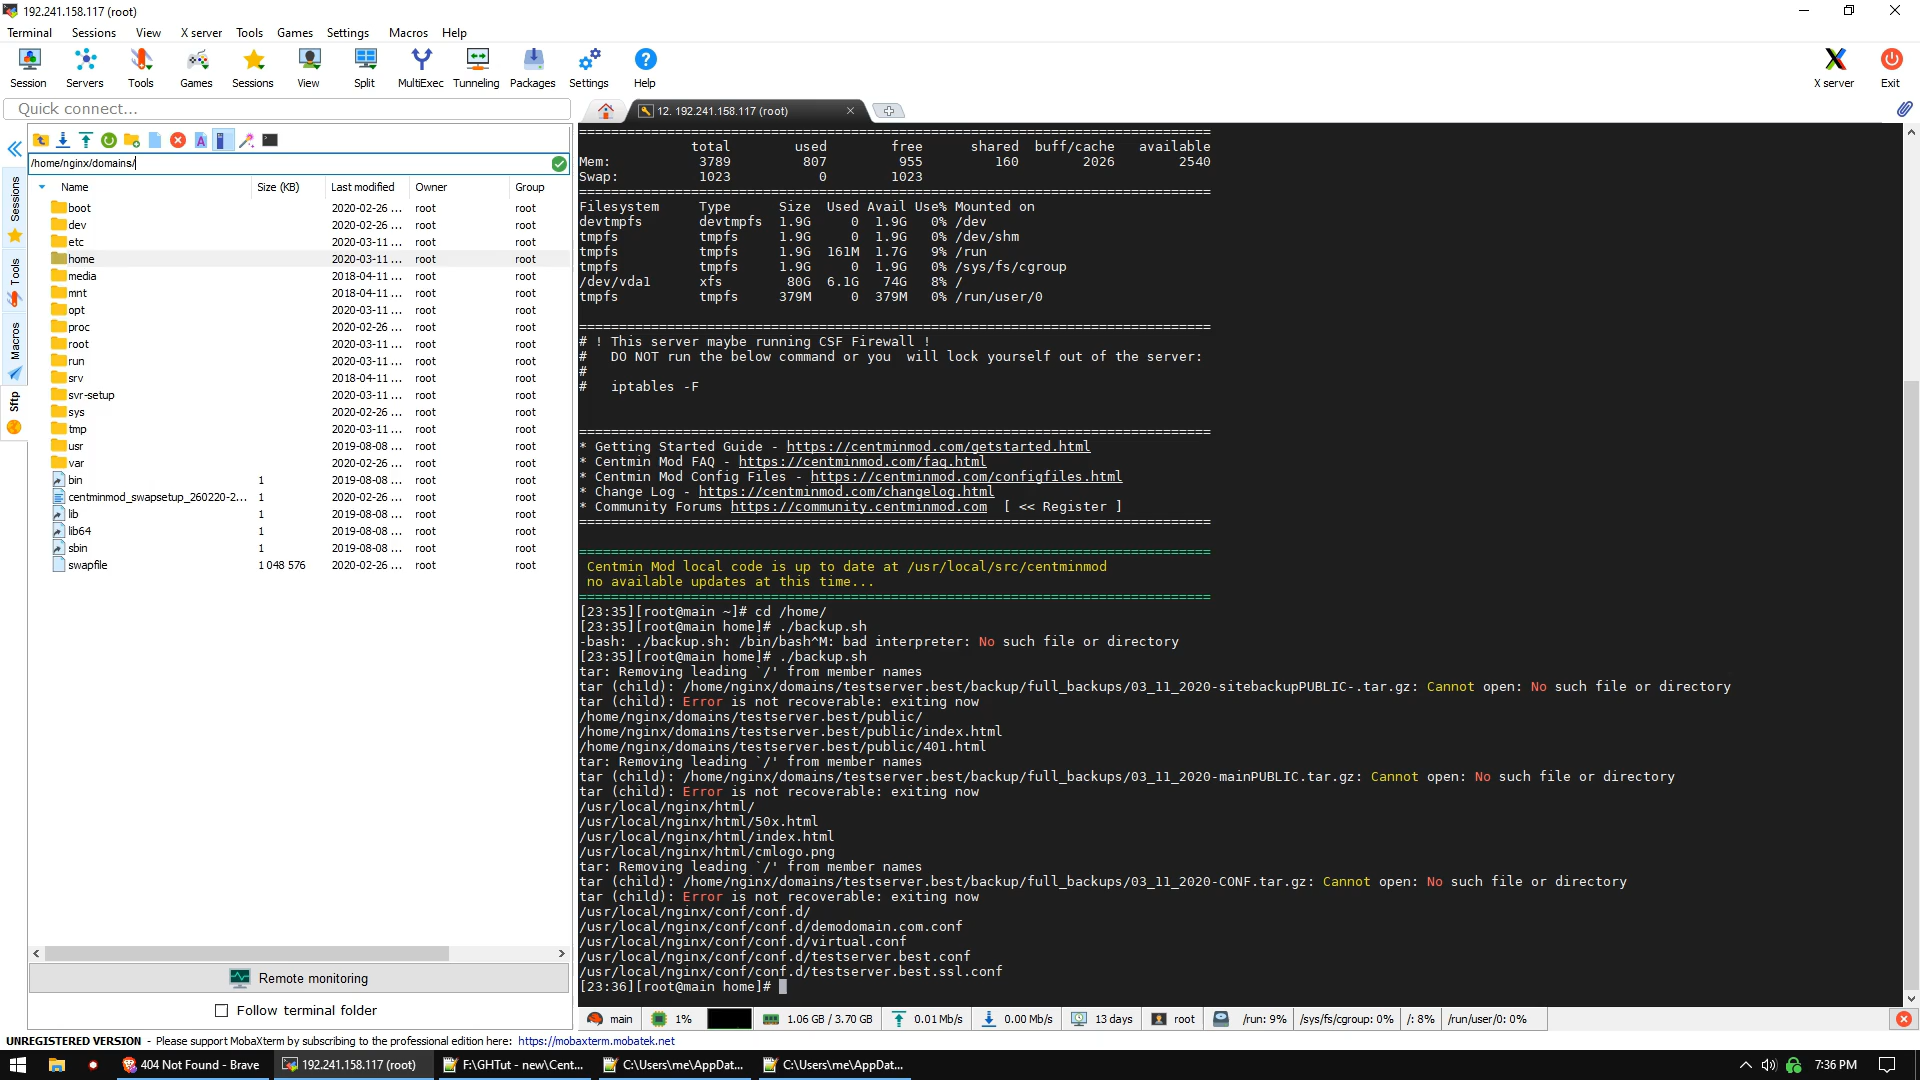 192.241.158.117 (root)
Terminal Sessions View X server Tools Games Settings Macros Help
Session Servers Tools Games Sessions View Split MultiExec Tunneling Packages Settings Help X server Exit
Quick connect...
12. 192.241.158.117 (root)
/home/nginx/domains/
Name Size (KB) Last modified Owner Group
boot 2020-02-26 ... root root
dev 2020-02-26 ... root root
etc 2020-03-11 ... root root
home 2020-03-11 ... root root
media 2018-04-11 ... root root
mnt 2018-04-11 ... root root
opt 2020-03-11 ... root root
proc 2020-02-26 ... root root
root 2020-03-11 ... root root
run 2020-03-11 ... root root
srv 2018-04-11 ... root root
svr-setup 2020-03-11 ... root root
sys 2020-02-26 ... root root
tmp 2020-03-11 ... root root
usr 2019-08-08 ... root root
var 2020-02-26 ... root root
bin 1 2019-08-08 ... root root
centminmod_swapsetup_260220-2... 1 2020-02-26 ... root root
lib 1 2019-08-08 ... root root
lib64 1 2019-08-08 ... root root
sbin 1 2019-08-08 ... root root
swapfile 1 048 576 2020-02-26 ... root root
Sessions
Tools
Macros
Sftp
Remote monitoring
Follow terminal folder
===============================================================================
total used free shared buff/cache available
Mem: 3789 807 955 160 2026 2540
Swap: 1023 0 1023
===============================================================================
Filesystem Type Size Used Avail Use% Mounted on
devtmpfs devtmpfs 1.9G 0 1.9G 0% /dev
tmpfs tmpfs 1.9G 0 1.9G 0% /dev/shm
tmpfs tmpfs 1.9G 161M 1.7G 9% /run
tmpfs tmpfs 1.9G 0 1.9G 0% /sys/fs/cgroup
/dev/vda1 xfs 80G 6.1G 74G 8% /
tmpfs tmpfs 379M 0 379M 0% /run/user/0
===============================================================================
# ! This server maybe running CSF Firewall !
# DO NOT run the below command or you will lock yourself out of the server:
#
# iptables -F
===============================================================================
* Getting Started Guide - https://centminmod.com/getstarted.html
* Centmin Mod FAQ - https://centminmod.com/faq.html
* Centmin Mod Config Files - https://centminmod.com/configfiles.html
* Change Log - https://centminmod.com/changelog.html
* Community Forums https://community.centminmod.com [ << Register ]
===============================================================================
===============================================================================
Centmin Mod local code is up to date at /usr/local/src/centminmod
no available updates at this time...
===============================================================================
[23:35][root@main ~]# cd /home/
[23:35][root@main home]# ./backup.sh
-bash: ./backup.sh: /bin/bash^M: bad interpreter: No such file or directory
[23:35][root@main home]# ./backup.sh
tar: Removing leading `/' from member names
tar (child): /home/nginx/domains/testserver.best/backup/full_backups/03_11_2020-sitebackupPUBLIC-.tar.gz: Cannot open: No such file or directory
tar (child): Error is not recoverable: exiting now
/home/nginx/domains/testserver.best/public/
/home/nginx/domains/testserver.best/public/index.html
/home/nginx/domains/testserver.best/public/401.html
tar: Removing leading `/' from member names
tar (child): /home/nginx/domains/testserver.best/backup/full_backups/03_11_2020-mainPUBLIC.tar.gz: Cannot open: No such file or directory
tar (child): Error is not recoverable: exiting now
/usr/local/nginx/html/
/usr/local/nginx/html/50x.html
/usr/local/nginx/html/index.html
/usr/local/nginx/html/cmlogo.png
tar: Removing leading `/' from member names
tar (child): /home/nginx/domains/testserver.best/backup/full_backups/03_11_2020-CONF.tar.gz: Cannot open: No such file or directory
tar (child): Error is not recoverable: exiting now
/usr/local/nginx/conf/conf.d/
/usr/local/nginx/conf/conf.d/demodomain.com.conf
/usr/local/nginx/conf/conf.d/virtual.conf
/usr/local/nginx/conf/conf.d/testserver.best.conf
/usr/local/nginx/conf/conf.d/testserver.best.ssl.conf
[23:36][root@main home]#
main 1% 1.06 GB / 3.70 GB 0.01 Mb/s 0.00 Mb/s 13 days root /run: 9% /sys/fs/cgroup: 0% /: 8% /run/user/0: 0%
UNREGISTERED VERSION - Please support MobaXterm by subscribing to the professional edition here: https://mobaxterm.mobatek.net
404 Not Found - Brave 192.241.158.117 (root) F:\GHTut - new\Cent... C:\Users\me\AppDat... C:\Users\me\AppDat... 7:36 PM